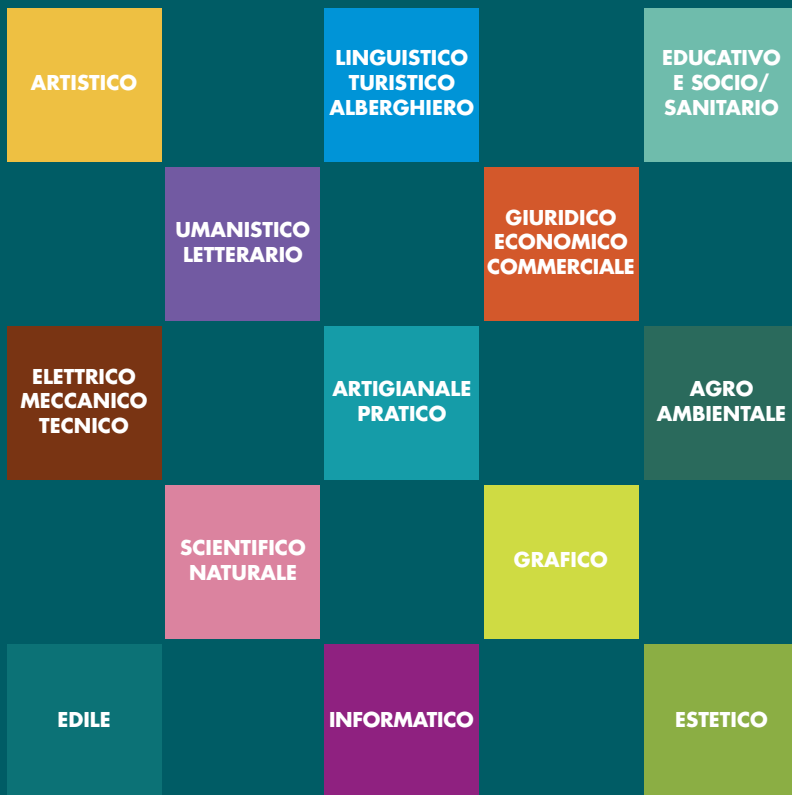 ARTISTICO
LINGUISTICO
TURISTICO
ALBERGHIERO
EDUCATIVO
E SOCIO/
SANITARIO
UMANISTICO
LETTERARIO
GIURIDICO
ECONOMICO
COMMERCIALE
ELETTRICO
MECCANICO
TECNICO
ARTIGIANALE
PRATICO
AGRO
AMBIENTALE
SCIENTIFICO
NATURALE
GRAFICO
EDILE
INFORMATICO
ESTETICO